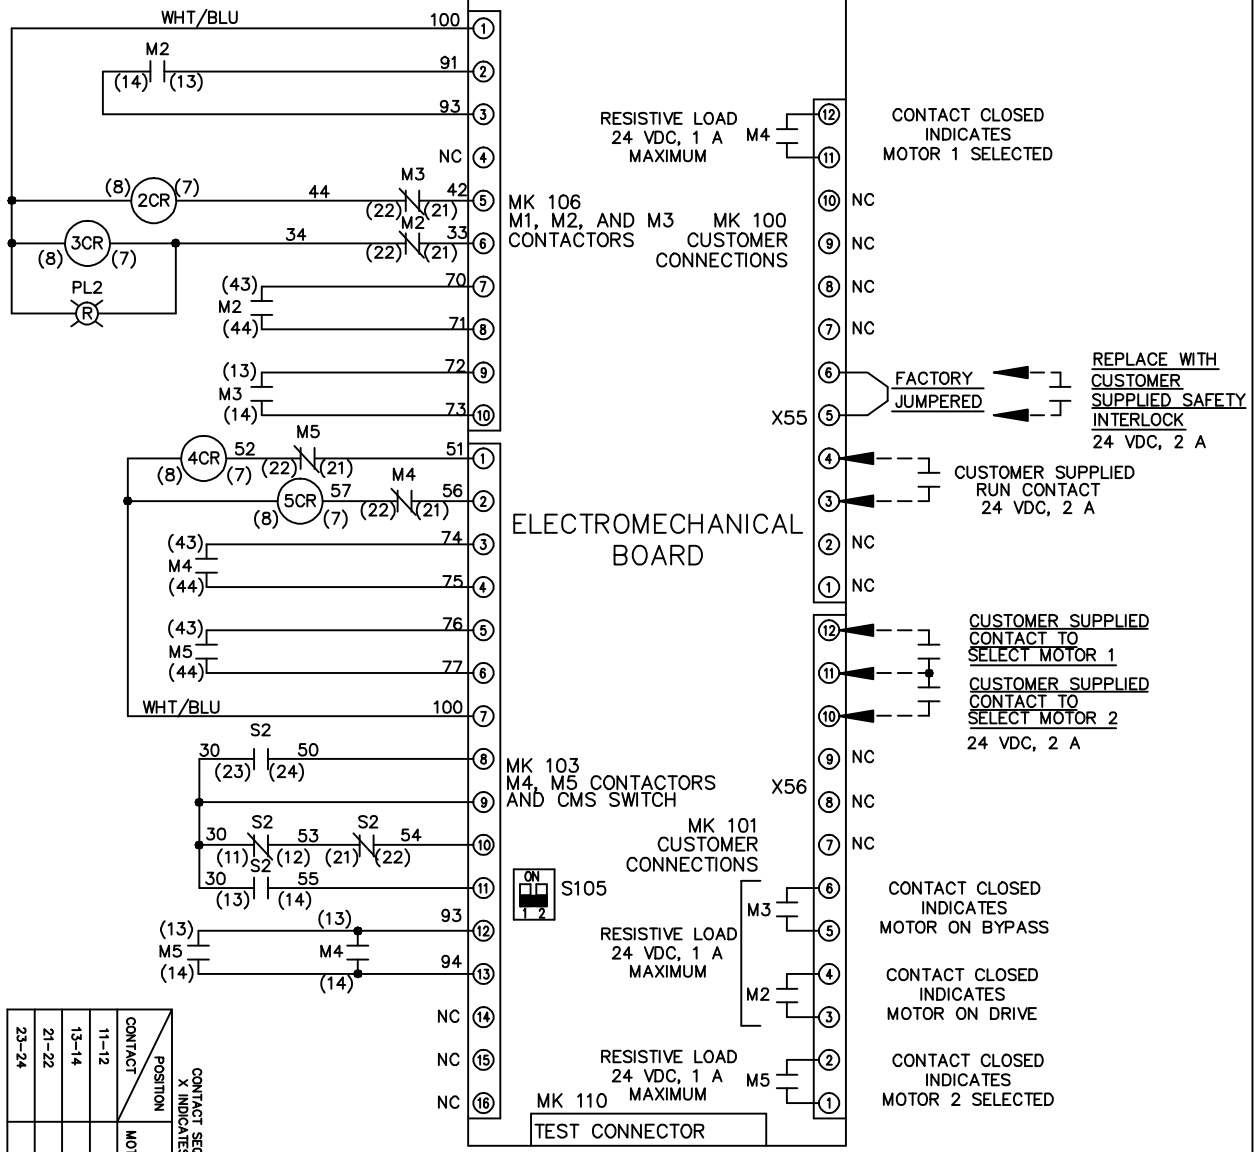 WHT/BLU 100 1
M2
(14) (13) 91 2
93 3
NC 4
(8) 2CR (7) 44 M3 (22) (21) 42 5
(8) 3CR (7) 34 M2 (22) (21) 33 6
PL2
R
(43) 70 7
M2
(44) 71 8
(13) 72 9
M3
(14) 73 10
MK 106
M1, M2, AND M3
CONTACTORS
(8) 4CR (7) 52 M5 (22) (21) 51 1
(8) 5CR (7) 57 M4 (22) (21) 56 2
(43) 74 3
M4
(44) 75 4
(43) 76 5
M5
(44) 77 6
WHT/BLU 100 7
S2
30 50 8
(23) (24)
9
S2 S2
30 53 54 10
(11) (12) (21) (22)
S2
30 55 11
(13) (14)
(13) (13) 93 12
M5 M4
(14) (14) 94 13
NC 14
NC 15
NC 16
MK 103
M4, M5 CONTACTORS
AND CMS SWITCH
ELECTROMECHANICAL
BOARD
ON
1 2
S105
MK 110
TEST CONNECTOR
MK 100
CUSTOMER
CONNECTIONS
X55
RESISTIVE LOAD
24 VDC, 1 A
MAXIMUM
M4
12
11
CONTACT CLOSED
INDICATES
MOTOR 1 SELECTED
10 NC
9 NC
8 NC
7 NC
6
5
FACTORY
JUMPERED
REPLACE WITH
CUSTOMER
SUPPLIED SAFETY
INTERLOCK
24 VDC, 2 A
4
3
CUSTOMER SUPPLIED
RUN CONTACT
24 VDC, 2 A
2 NC
1 NC
12
11
10
CUSTOMER SUPPLIED
CONTACT TO
SELECT MOTOR 1
CUSTOMER SUPPLIED
CONTACT TO
SELECT MOTOR 2
24 VDC, 2 A
9 NC
8 NC
7 NC
X56
MK 101
CUSTOMER
CONNECTIONS
RESISTIVE LOAD
24 VDC, 1 A
MAXIMUM
M3
6
5
CONTACT CLOSED
INDICATES
MOTOR ON BYPASS
M2
4
3
CONTACT CLOSED
INDICATES
MOTOR ON DRIVE
RESISTIVE LOAD
24 VDC, 1 A
MAXIMUM
M5
2
1
CONTACT CLOSED
INDICATES
MOTOR 2 SELECTED
CONTACT SEQ
X INDICATES
POSITION
CONTACT
MOT
11-12
13-14
21-22
23-24